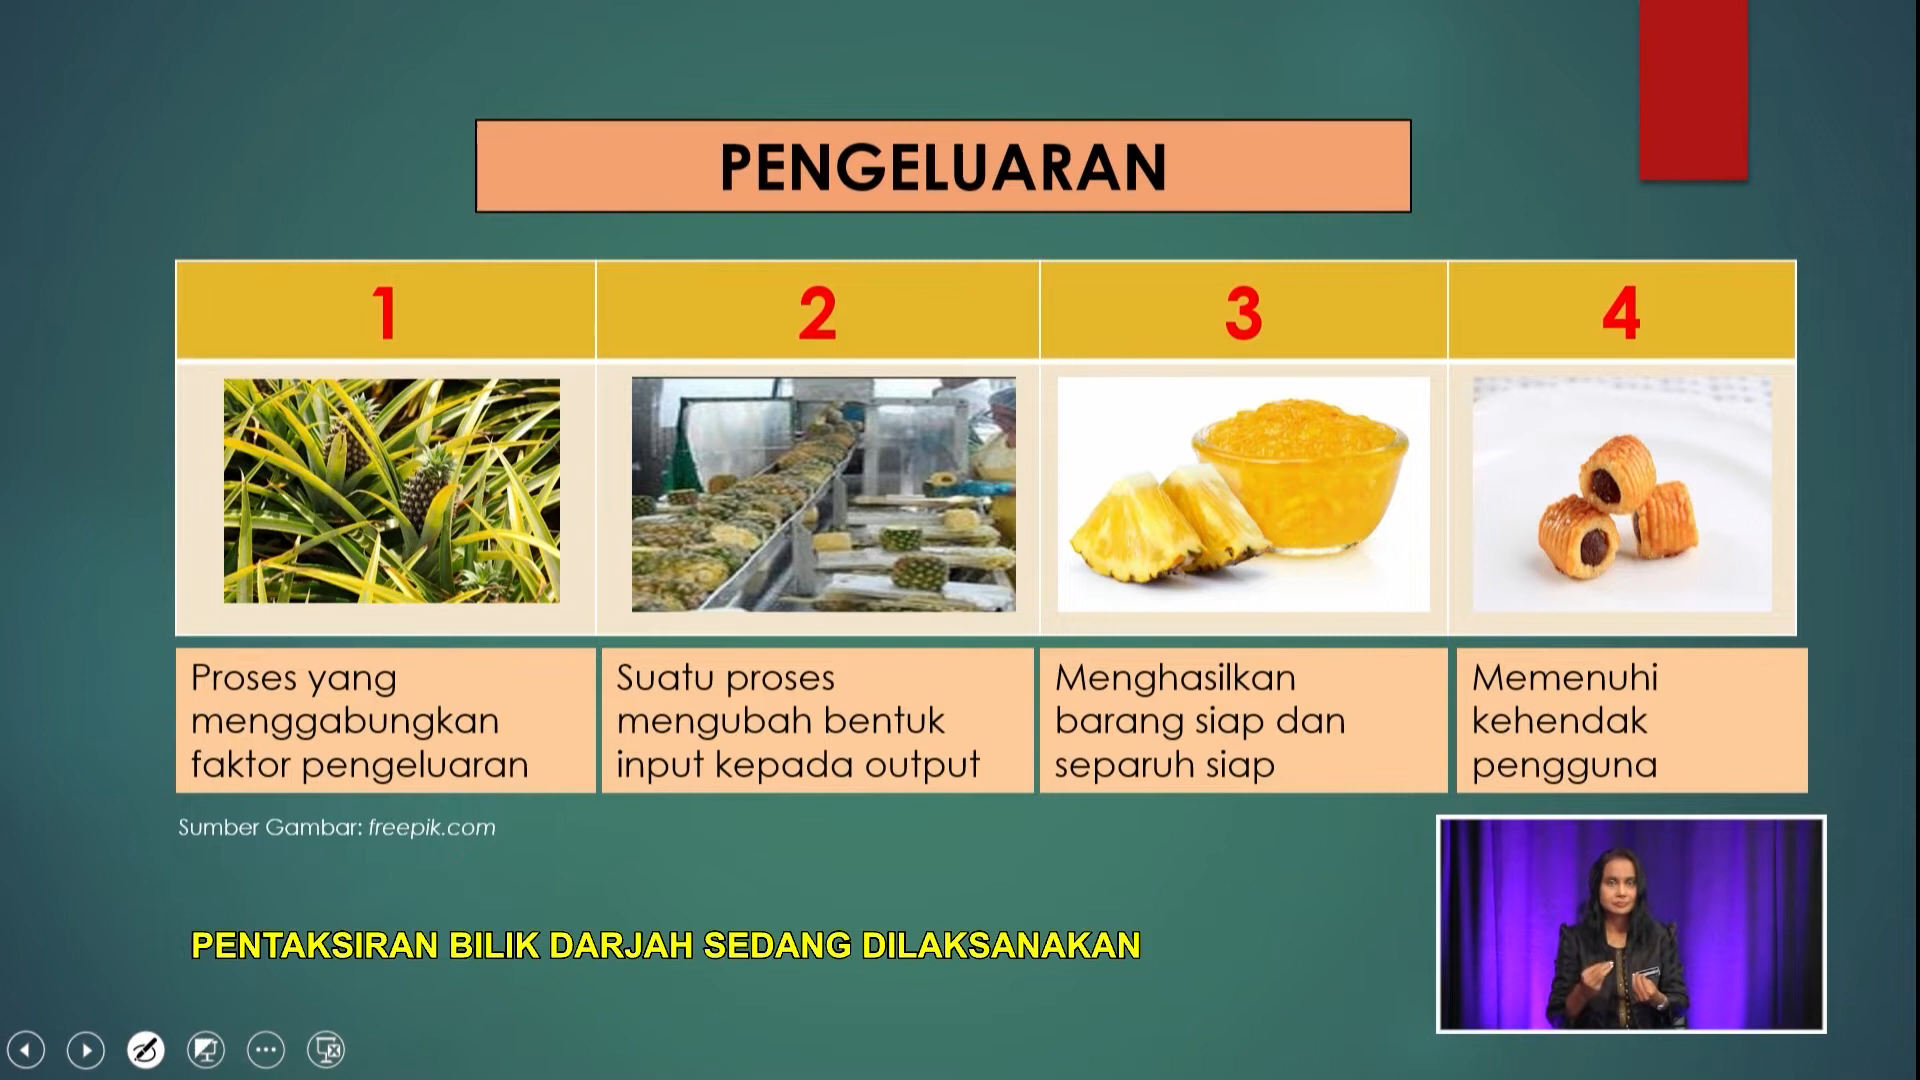 PENGELUARAN
1
2
3
4
Proses yang
menggabungkan
faktor pengeluaran
Suatu proses
mengubah bentuk
input kepada output
Menghasilkan
barang siap dan
separuh siap
Memenuhi
kehendak
pengguna
Sumber Gambar: freepik.com
PENTAKSIRAN BILIK DARJAH SEDANG DILAKSANAKAN